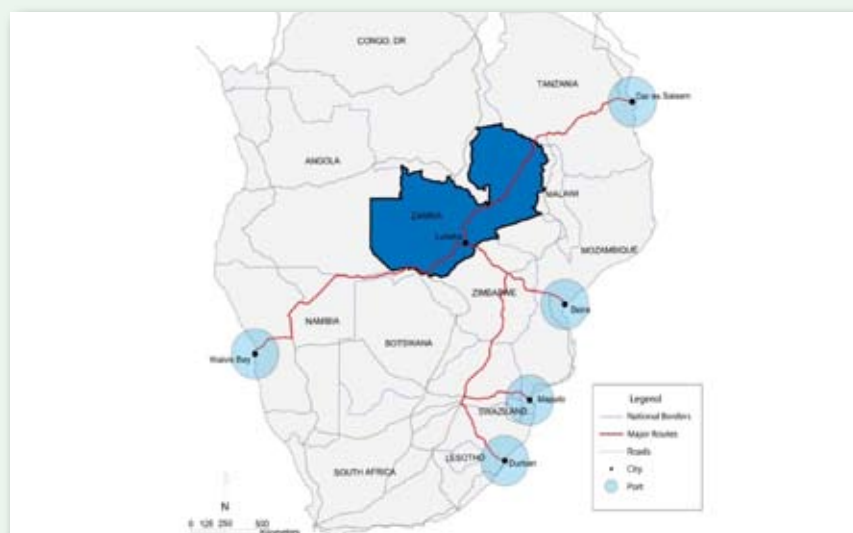 CONGO, DR
TANZANIA
Dar es Salaam
ANGOLA
MALAWI
ZAMBIA
Lusaka
MOZAMBIQUE
ZIMBABWE
Beira
NAMIBIA
BOTSWANA
Walvis Bay
Maputo
SWAZILAND
LESOTHO
Durban
SOUTH AFRICA
Legend
National Borders
Major Routes
Roads
City
Port
N
0 125 250 500
Kilometers